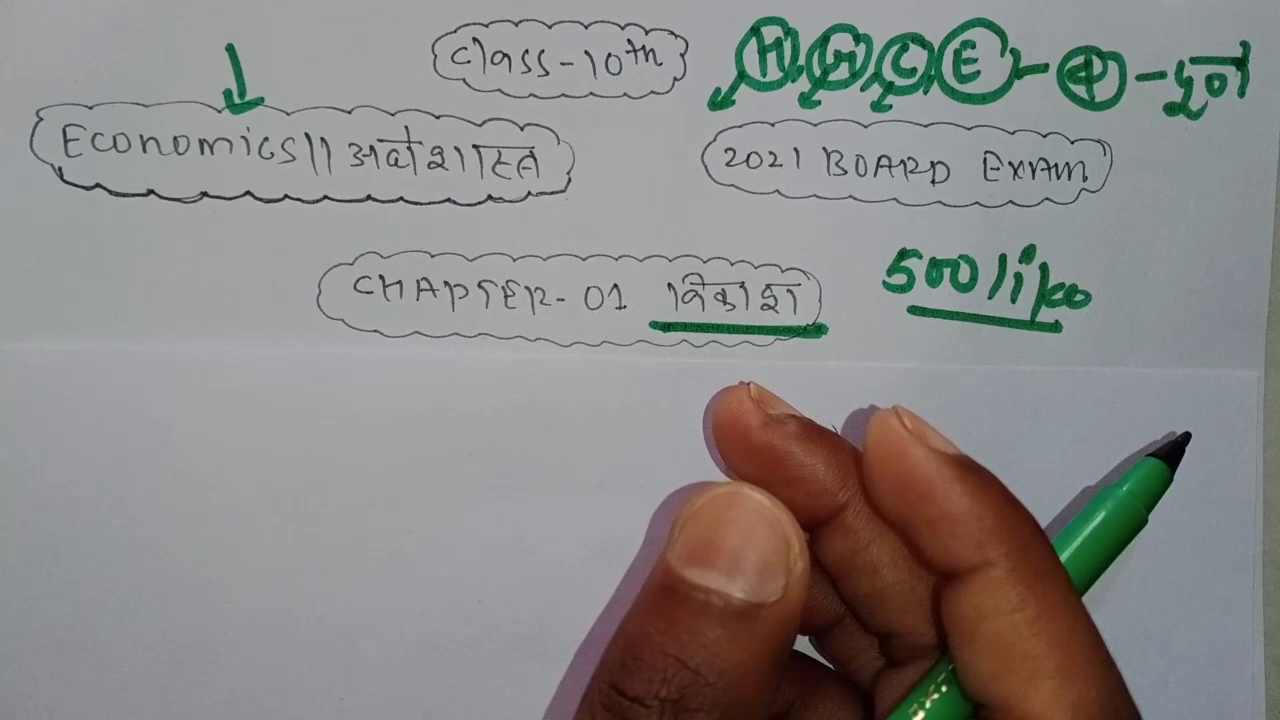 Class-10th
H M C E - P - पूर्ण
Economics|| अर्थशास्त्र
2021 BOARD EXAM
CHAPTER-01 विकाश
500 like